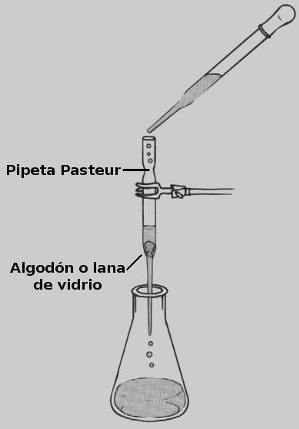 Pipeta Pasteur
Algodón o lana
de vidrio